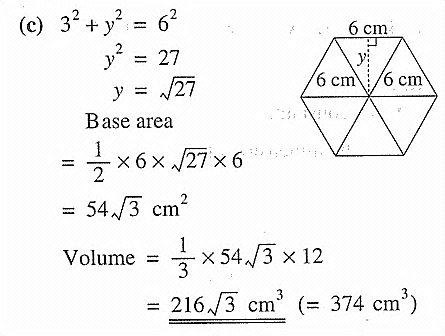 (c) 3² + y² = 6²
y² = 27
y = √27
Base area
= 1/2 × 6 × √27 × 6
= 54√3 cm²
Volume = 1/3 × 54√3 × 12
= 216√3 cm³ (= 374 cm³)
6 cm
y
6 cm 6 cm